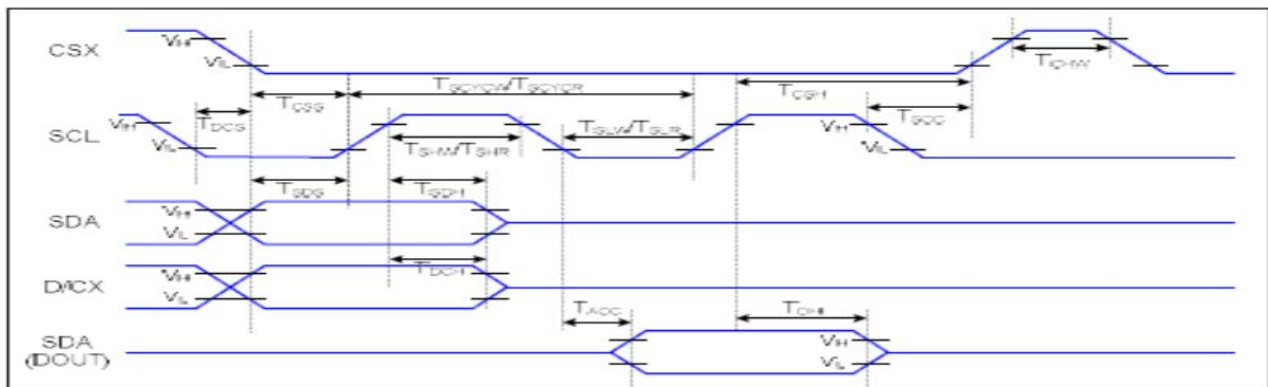 CSX
VIH
VIL
TCHW
TSCYCW/TSCYCR
TCSS
TCSH
TDCS
TSCC
SCL
VIH
VIL
TSHW/TSHR
TSLW/TSLR
VIH
VIL
TSDS
TSDH
SDA
VIH
VIL
D/CX
VIH
VIL
TDCH
TACC
TOHI
SDA
(DOUT)
VIH
VIL